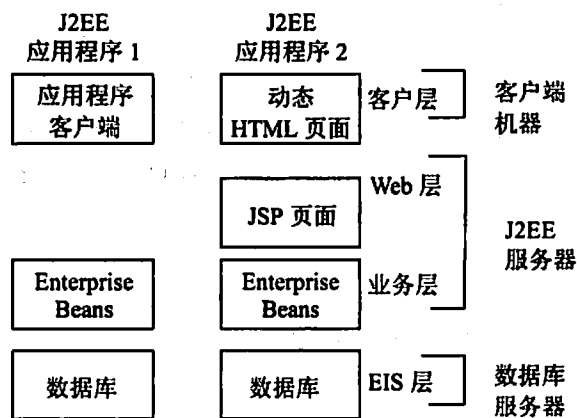 J2EE
应用程序 1
J2EE
应用程序 2
应用程序
客户端
动态
HTML 页面
客户层
客户端
机器
JSP 页面
Web 层
Enterprise
Beans
Enterprise
Beans
业务层
J2EE
服务器
数据库
数据库
EIS 层
数据库
服务器